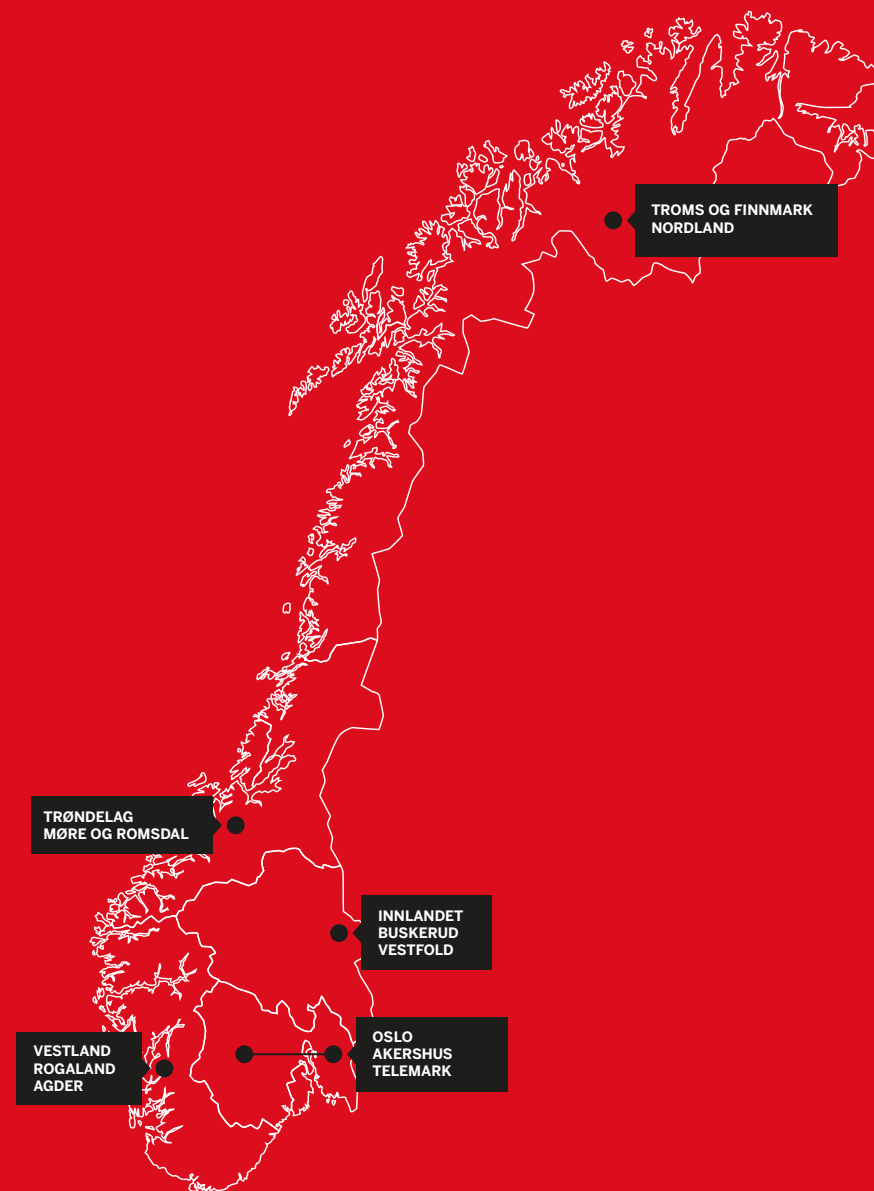 TROMS OG FINNMARK
NORDLAND
TRØNDELAG
MØRE OG ROMSDAL
INNLANDET
BUSKERUD
VESTFOLD
OSLO
AKERSHUS
TELEMARK
VESTLAND
ROGALAND
AGDER